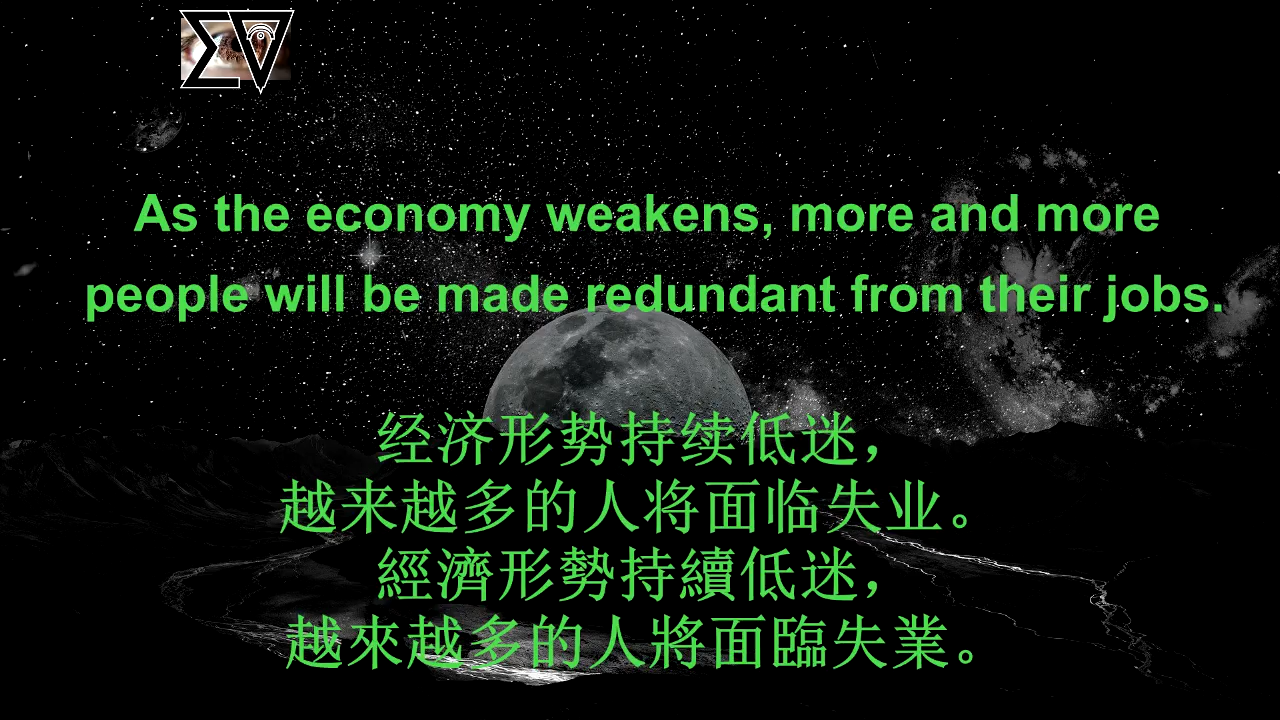 As the economy weakens, more and more
people will be made redundant from their jobs.
经济形势持续低迷，
越来越多的人将面临失业。
經濟形勢持續低迷，
越來越多的人將面臨失業。